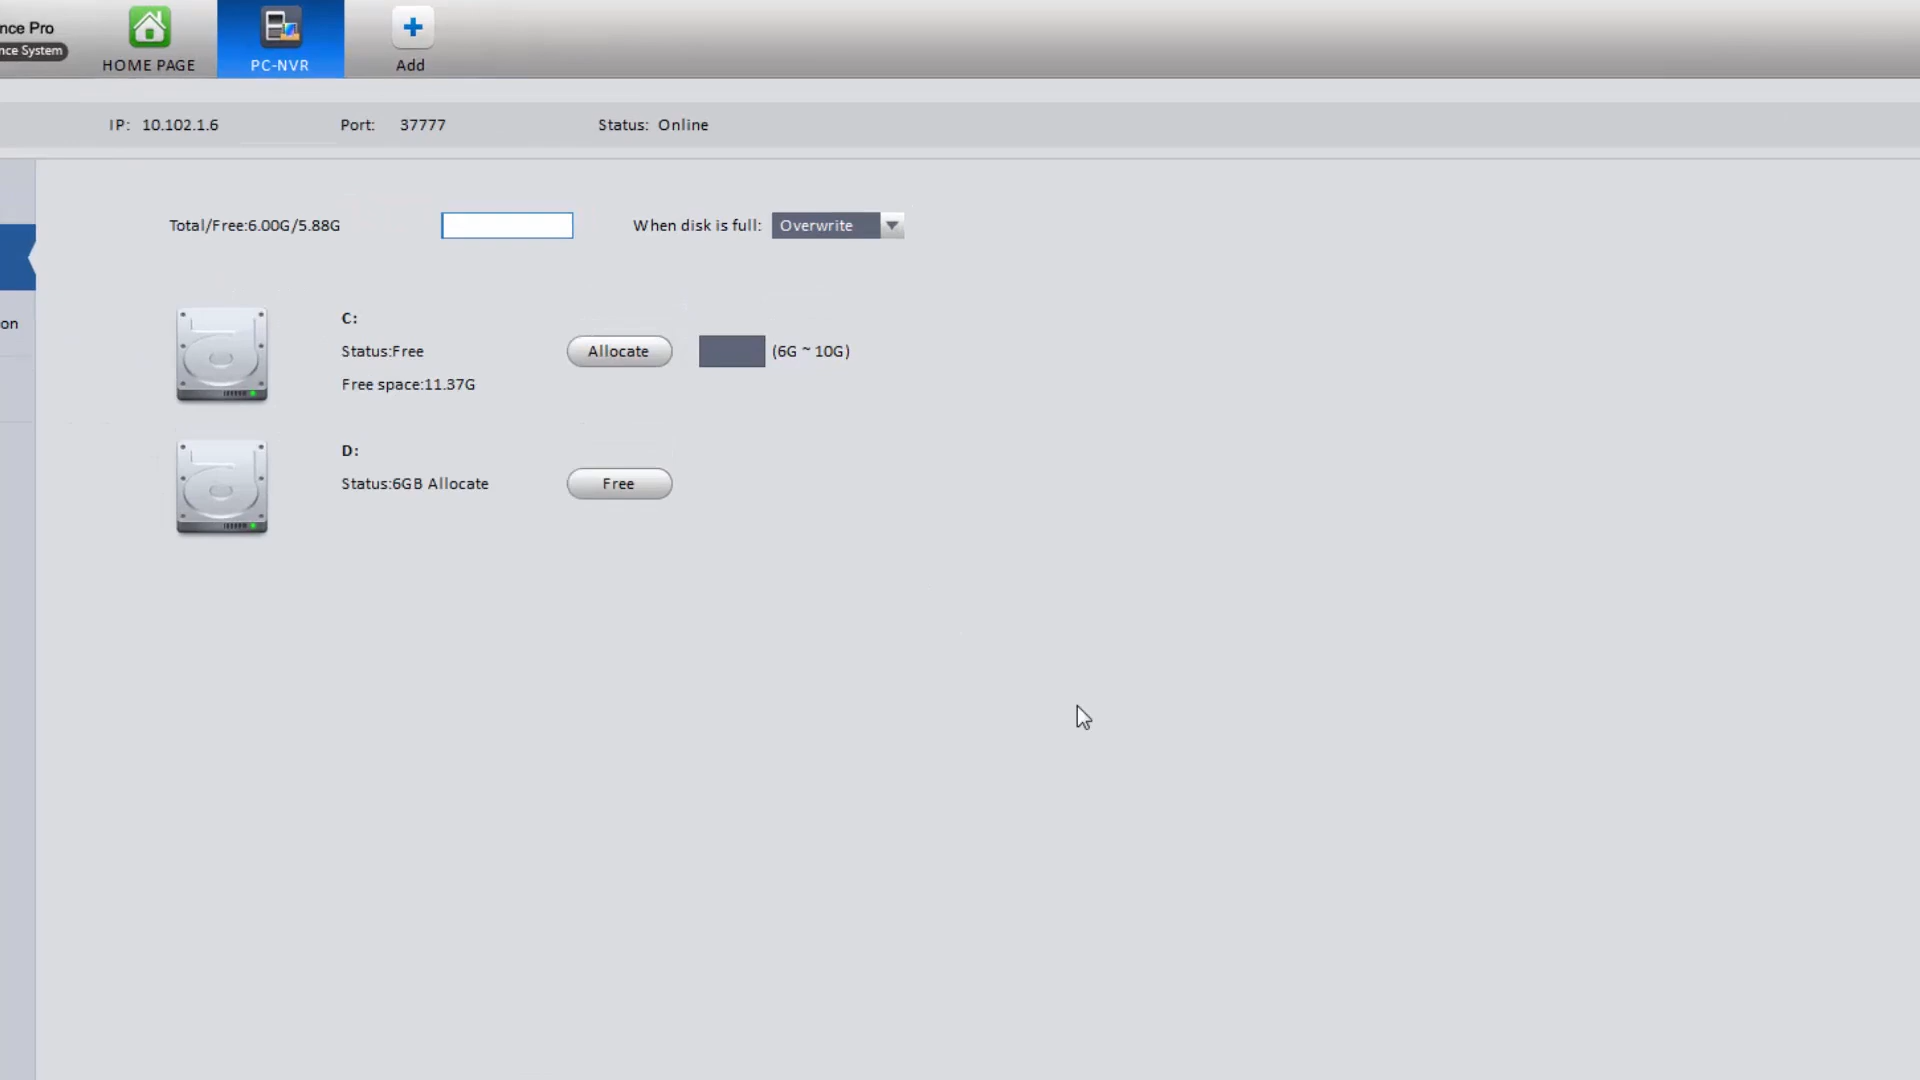 nce Pro
nce System
HOME PAGE
PC-NVR
Add
IP: 10.102.1.6 Port: 37777 Status: Online
Total/Free:6.00G/5.88G When disk is full: Overwrite
on
C:
Status:Free Allocate (6G ~ 10G)
Free space:11.37G
D:
Status:6GB Allocate Free